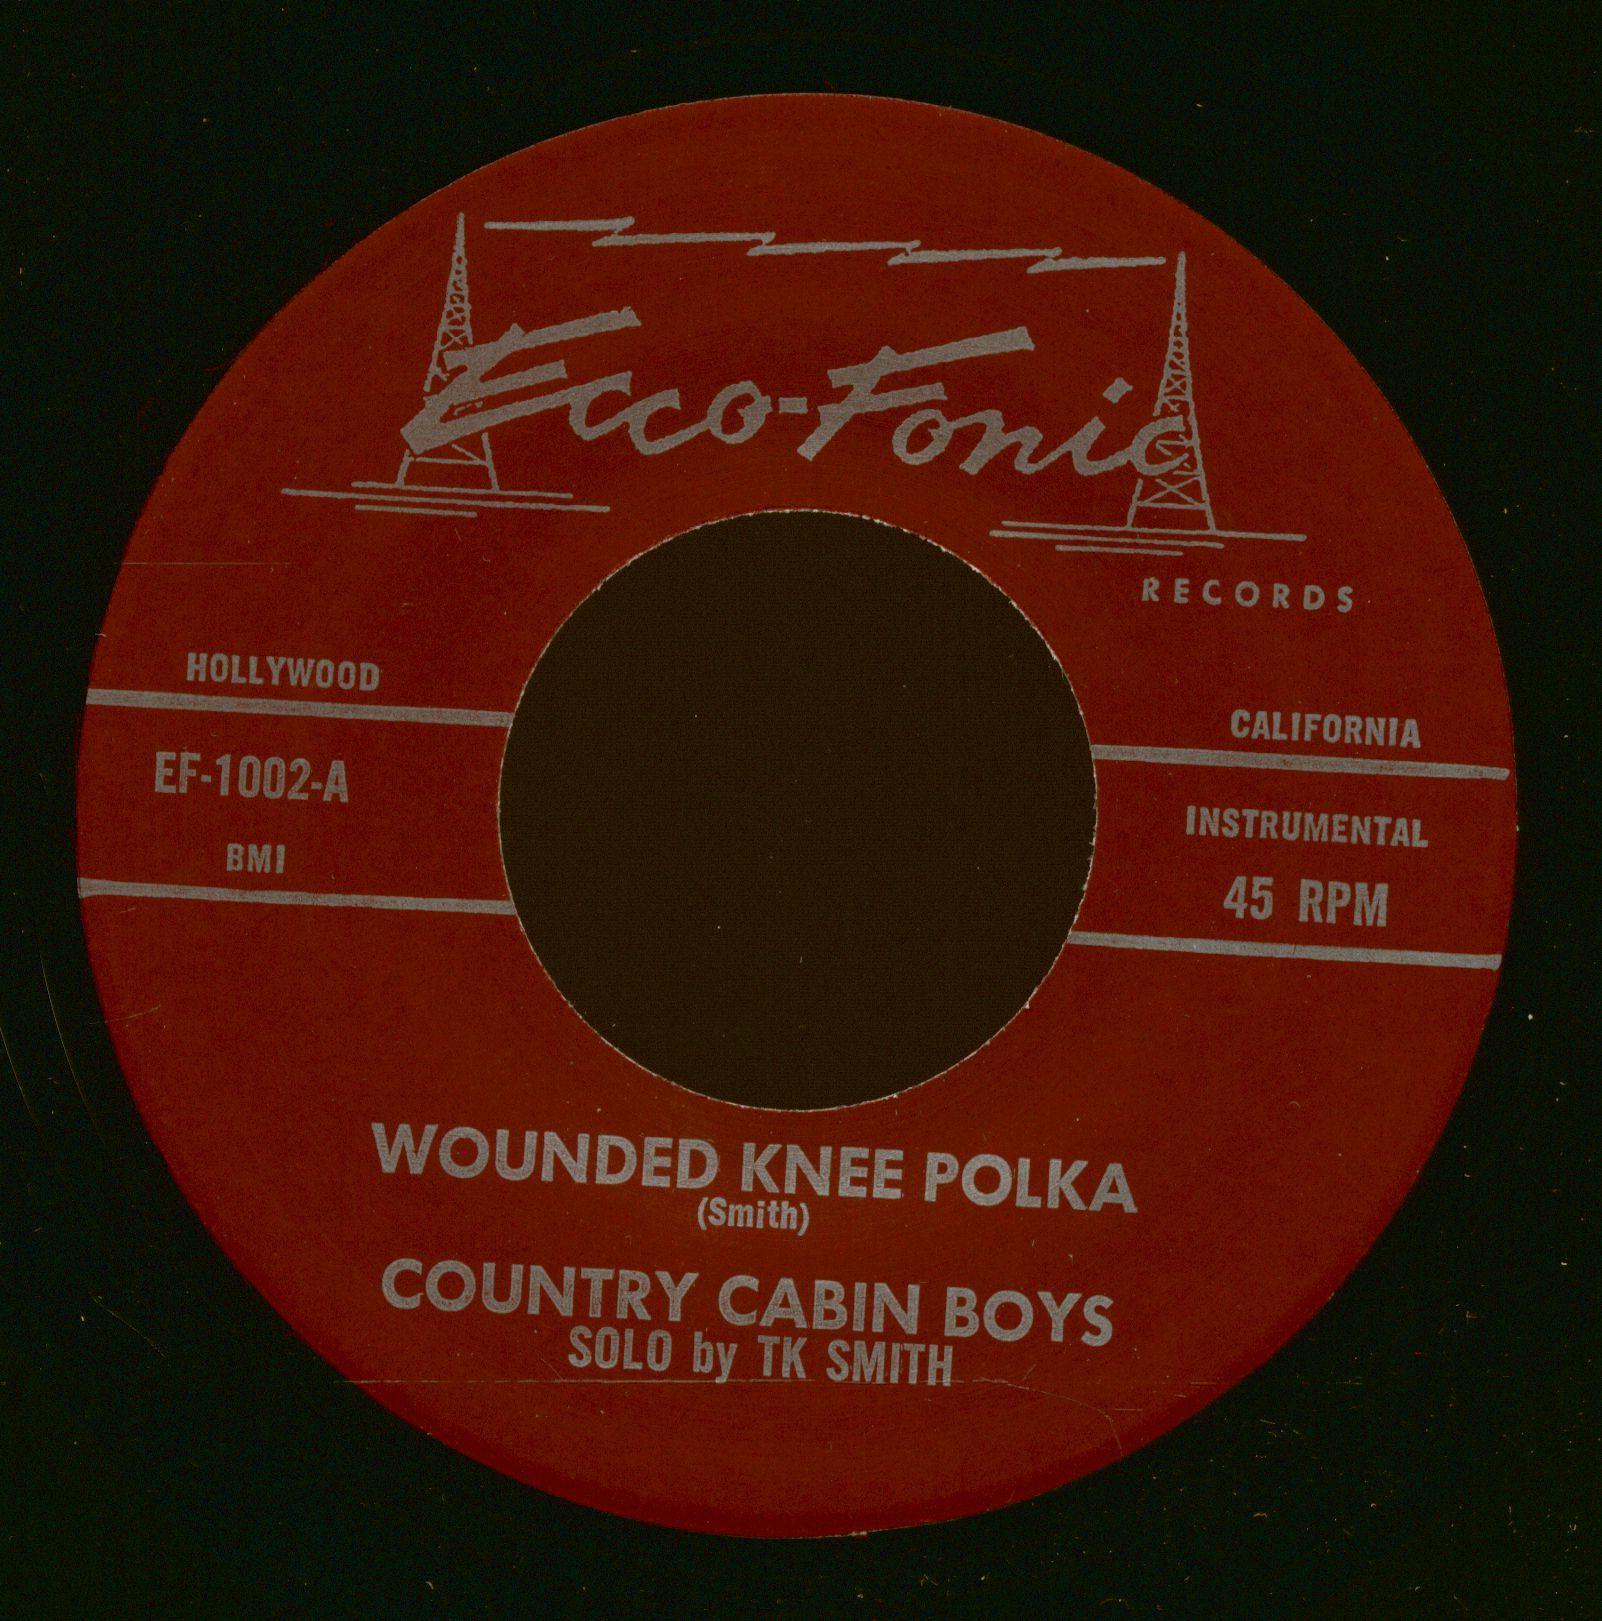 Ecco-Fonic
RECORDS
HOLLYWOOD
CALIFORNIA
EF-1002-A
BMI
INSTRUMENTAL
45 RPM
WOUNDED KNEE POLKA
(Smith)
COUNTRY CABIN BOYS
SOLO by TK SMITH